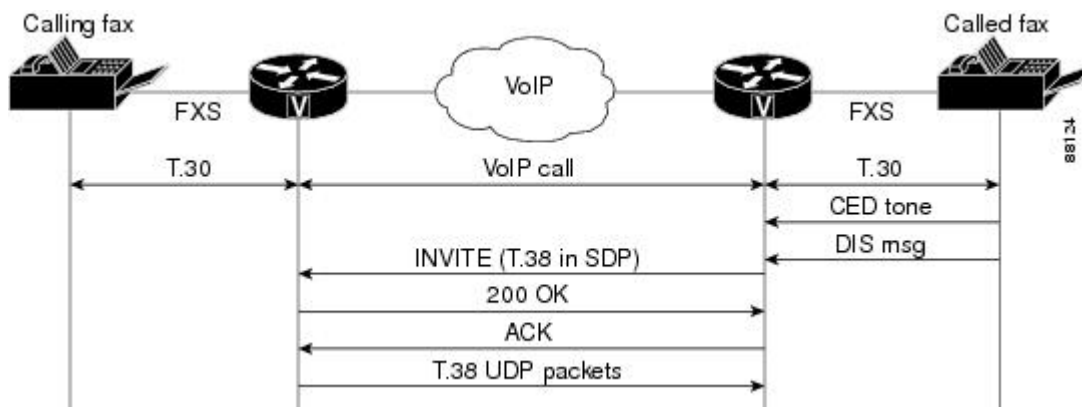 Calling fax
Called fax
VoIP
FXS
V
V
FXS
88124
T.30
VoIP call
T.30
CED tone
DIS msg
INVITE (T.38 in SDP)
200 OK
ACK
T.38 UDP packets